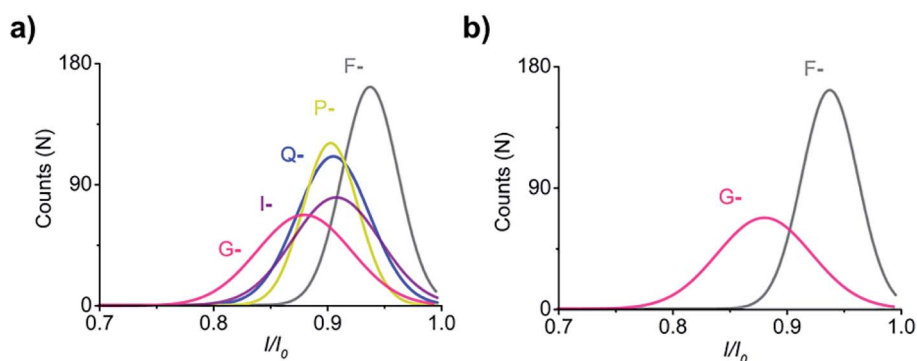 a)
180
90
0
Counts (N)
F-
P-
Q-
I-
G-
0.7 0.8 0.9 1.0
I/I₀
b)
180
90
0
Counts (N)
F-
G-
0.7 0.8 0.9 1.0
I/I₀